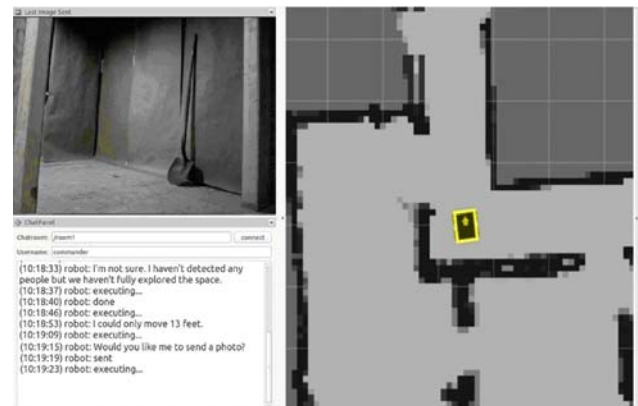 Last Image Sent
ChatPanel
Chatroom: /room1 connect
Username: commander
(10:18:33) robot: I'm not sure. I haven't detected any
people but we haven't fully explored the space.
(10:18:37) robot: executing...
(10:18:40) robot: done
(10:18:46) robot: executing...
(10:18:53) robot: I could only move 13 feet.
(10:19:09) robot: executing...
(10:19:15) robot: Would you like me to send a photo?
(10:19:19) robot: sent
(10:19:23) robot: executing...